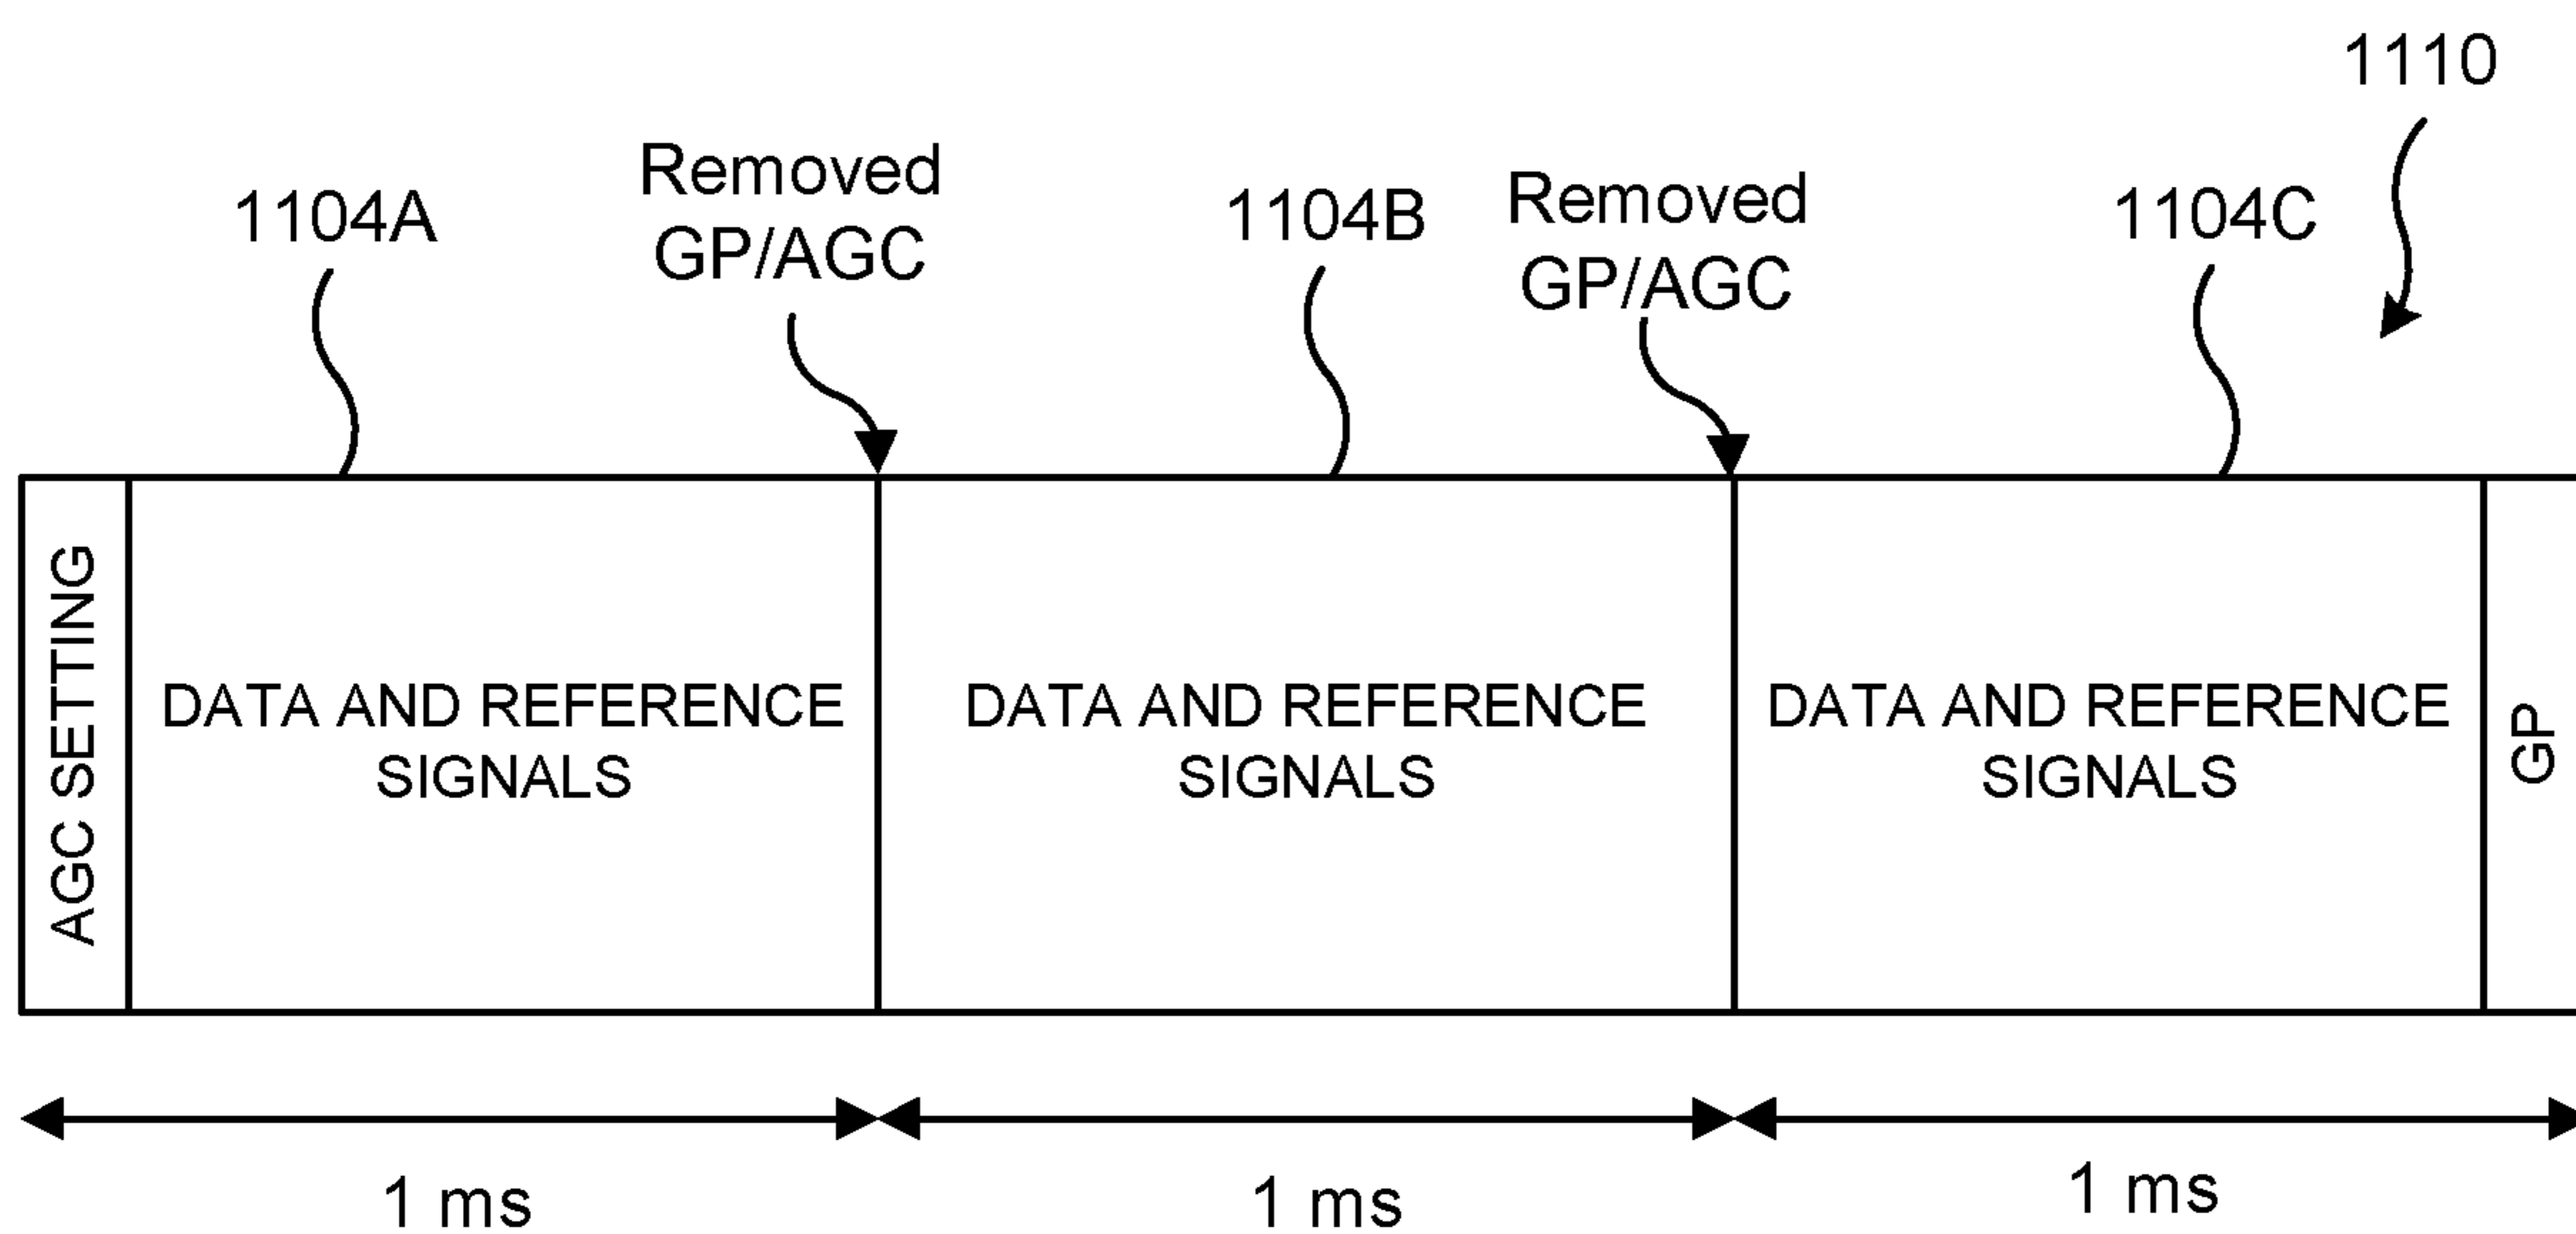 1110
Removed
GP/AGC
1104A
1104B
Removed
GP/AGC
1104C
AGC SETTING
DATA AND REFERENCE
SIGNALS
DATA AND REFERENCE
SIGNALS
DATA AND REFERENCE
SIGNALS
GP
1 ms
1 ms
1 ms